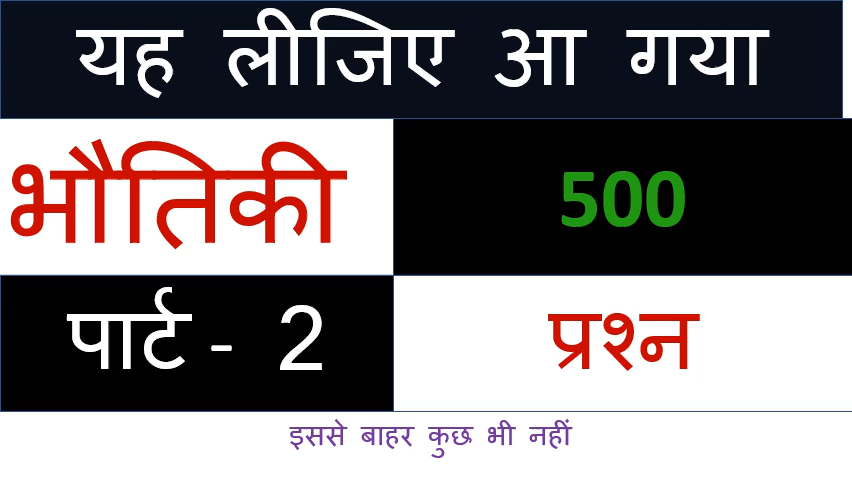 यह लीजिए आ गया
भौतिकी
500
पार्ट - 2
प्रश्न
इससे बाहर कुछ भी नहीं